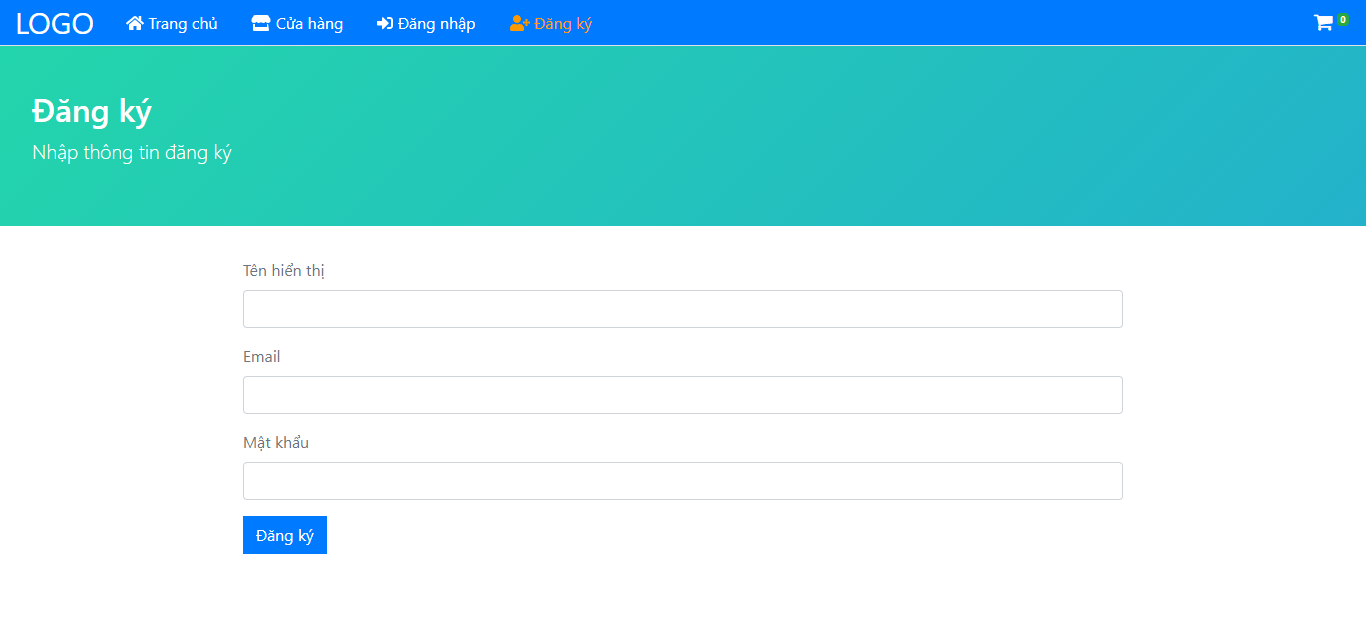 LOGO Trang chủ Cửa hàng Đăng nhập Đăng ký 0
Đăng ký
Nhập thông tin đăng ký
Tên hiển thị
Email
Mật khẩu
Đăng ký